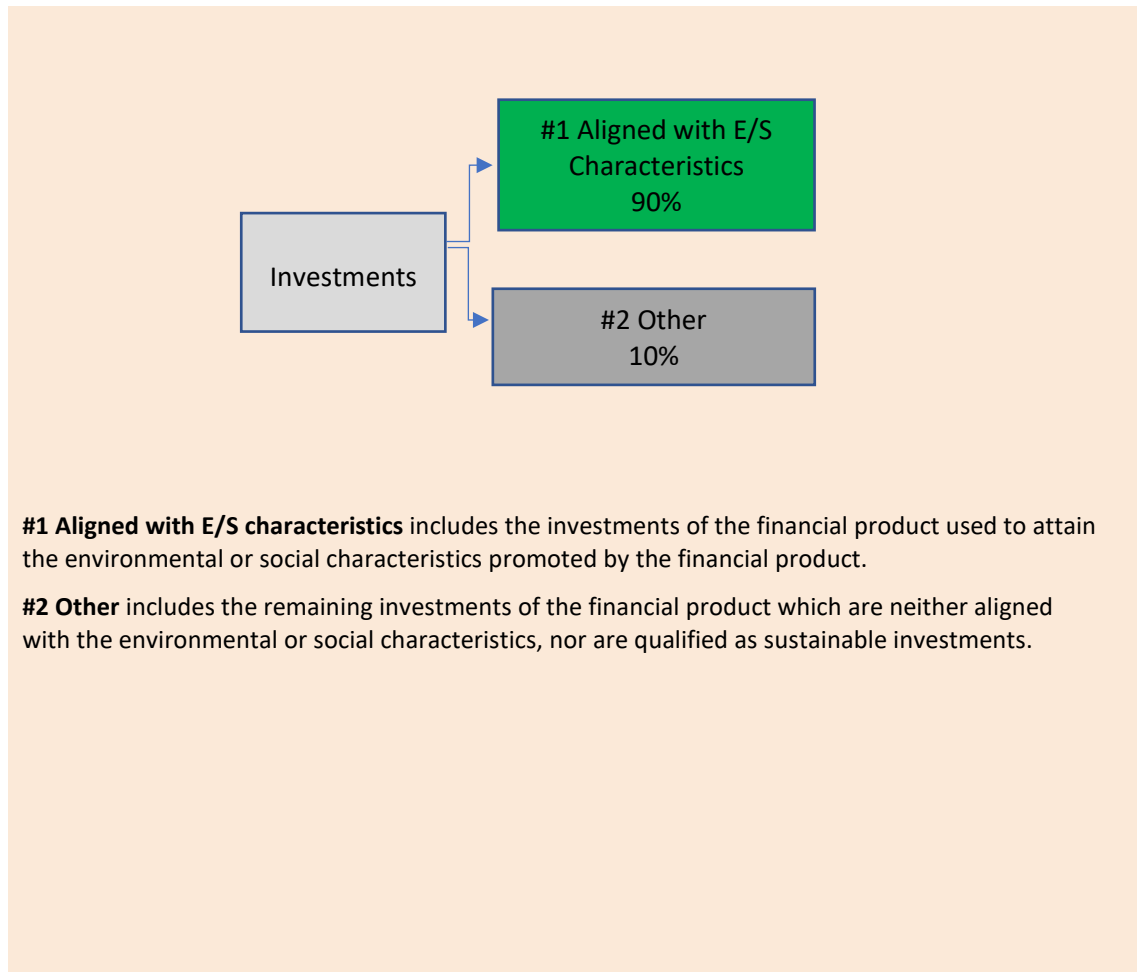 #1 Aligned with E/S
Characteristics
90%
Investments
#2 Other
10%
#1 Aligned with E/S characteristics includes the investments of the financial product used to attain
the environmental or social characteristics promoted by the financial product.
#2 Other includes the remaining investments of the financial product which are neither aligned
with the environmental or social characteristics, nor are qualified as sustainable investments.